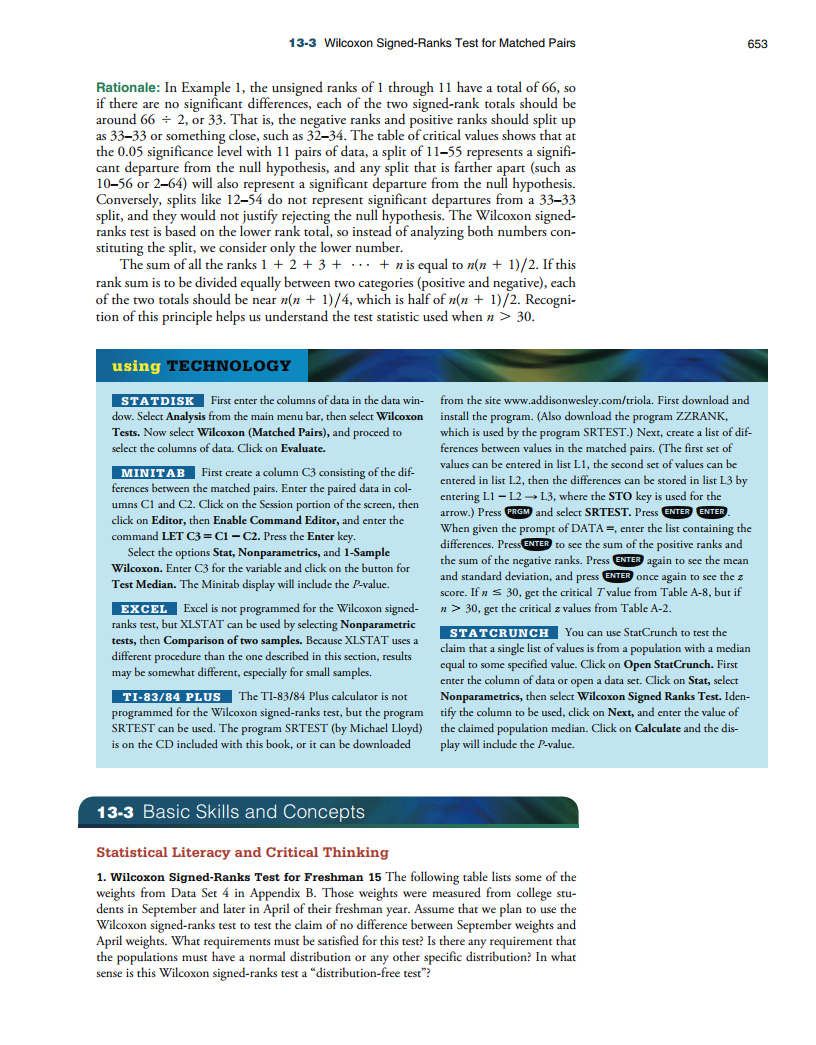 13-3 Wilcoxon Signed-Ranks Test for Matched Pairs 653
Rationale: In Example 1, the unsigned ranks of 1 through 11 have a total of 66, so
if there are no significant differences, each of the two signed-rank totals should be
around 66 ÷ 2, or 33. That is, the negative ranks and positive ranks should split up
as 33–33 or something close, such as 32–34. The table of critical values shows that at
the 0.05 significance level with 11 pairs of data, a split of 11–55 represents a signifi-
cant departure from the null hypothesis, and any split that is farther apart (such as
10–56 or 2–64) will also represent a significant departure from the null hypothesis.
Conversely, splits like 12–54 do not represent significant departures from a 33–33
split, and they would not justify rejecting the null hypothesis. The Wilcoxon signed-
ranks test is based on the lower rank total, so instead of analyzing both numbers con-
stituting the split, we consider only the lower number.
The sum of all the ranks 1 + 2 + 3 + ··· + n is equal to n(n + 1)/2. If this
rank sum is to be divided equally between two categories (positive and negative), each
of the two totals should be near n(n + 1)/4, which is half of n(n + 1)/2. Recogni-
tion of this principle helps us understand the test statistic used when n > 30.
using TECHNOLOGY
STATDISK First enter the columns of data in the data win-
dow. Select Analysis from the main menu bar, then select Wilcoxon
Tests. Now select Wilcoxon (Matched Pairs), and proceed to
select the columns of data. Click on Evaluate.
MINITAB First create a column C3 consisting of the dif-
ferences between the matched pairs. Enter the paired data in col-
umns C1 and C2. Click on the Session portion of the screen, then
click on Editor, then Enable Command Editor, and enter the
command LET C3 = C1 − C2. Press the Enter key.
Select the options Stat, Nonparametrics, and 1-Sample
Wilcoxon. Enter C3 for the variable and click on the button for
Test Median. The Minitab display will include the P-value.
EXCEL Excel is not programmed for the Wilcoxon signed-
ranks test, but XLSTAT can be used by selecting Nonparametric
tests, then Comparison of two samples. Because XLSTAT uses a
different procedure than the one described in this section, results
may be somewhat different, especially for small samples.
TI-83/84 PLUS The TI-83/84 Plus calculator is not
programmed for the Wilcoxon signed-ranks test, but the program
SRTEST can be used. The program SRTEST (by Michael Lloyd)
is on the CD included with this book, or it can be downloaded
from the site www.addisonwesley.com/triola. First download and
install the program. (Also download the program ZZRANK,
which is used by the program SRTEST.) Next, create a list of dif-
ferences between values in the matched pairs. (The first set of
values can be entered in list L1, the second set of values can be
entered in list L2, then the differences can be stored in list L3 by
entering L1 − L2 → L3, where the STO key is used for the
arrow.) Press PRGM and select SRTEST. Press ENTER ENTER.
When given the prompt of DATA =, enter the list containing the
differences. Press ENTER to see the sum of the positive ranks and
the sum of the negative ranks. Press ENTER again to see the mean
and standard deviation, and press ENTER once again to see the z
score. If n ≤ 30, get the critical T value from Table A-8, but if
n > 30, get the critical z values from Table A-2.
STATCRUNCH You can use StatCrunch to test the
claim that a single list of values is from a population with a median
equal to some specified value. Click on Open StatCrunch. First
enter the column of data or open a data set. Click on Stat, select
Nonparametrics, then select Wilcoxon Signed Ranks Test. Iden-
tify the column to be used, click on Next, and enter the value of
the claimed population median. Click on Calculate and the dis-
play will include the P-value.
13-3 Basic Skills and Concepts
Statistical Literacy and Critical Thinking
1. Wilcoxon Signed-Ranks Test for Freshman 15 The following table lists some of the
weights from Data Set 4 in Appendix B. Those weights were measured from college stu-
dents in September and later in April of their freshman year. Assume that we plan to use the
Wilcoxon signed-ranks test to test the claim of no difference between September weights and
April weights. What requirements must be satisfied for this test? Is there any requirement that
the populations must have a normal distribution or any other specific distribution? In what
sense is this Wilcoxon signed-ranks test a “distribution-free test”?